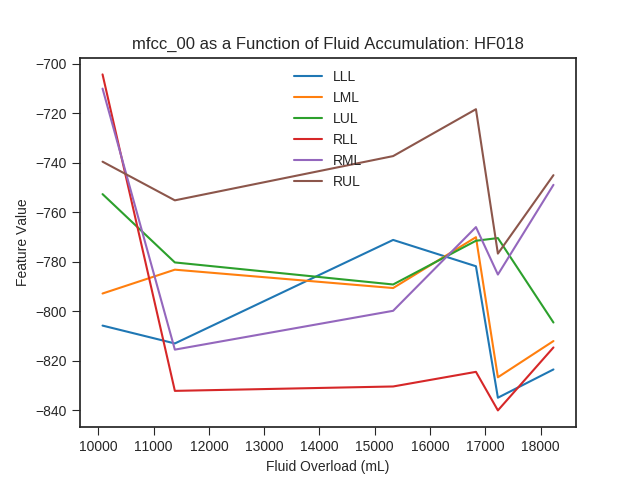 mfcc_00 as a Function of Fluid Accumulation: HF018
−700
−720
−740
−760
−780
−800
−820
−840
Feature Value
LLL
LML
LUL
RLL
RML
RUL
10000 11000 12000 13000 14000 15000 16000 17000 18000
Fluid Overload (mL)